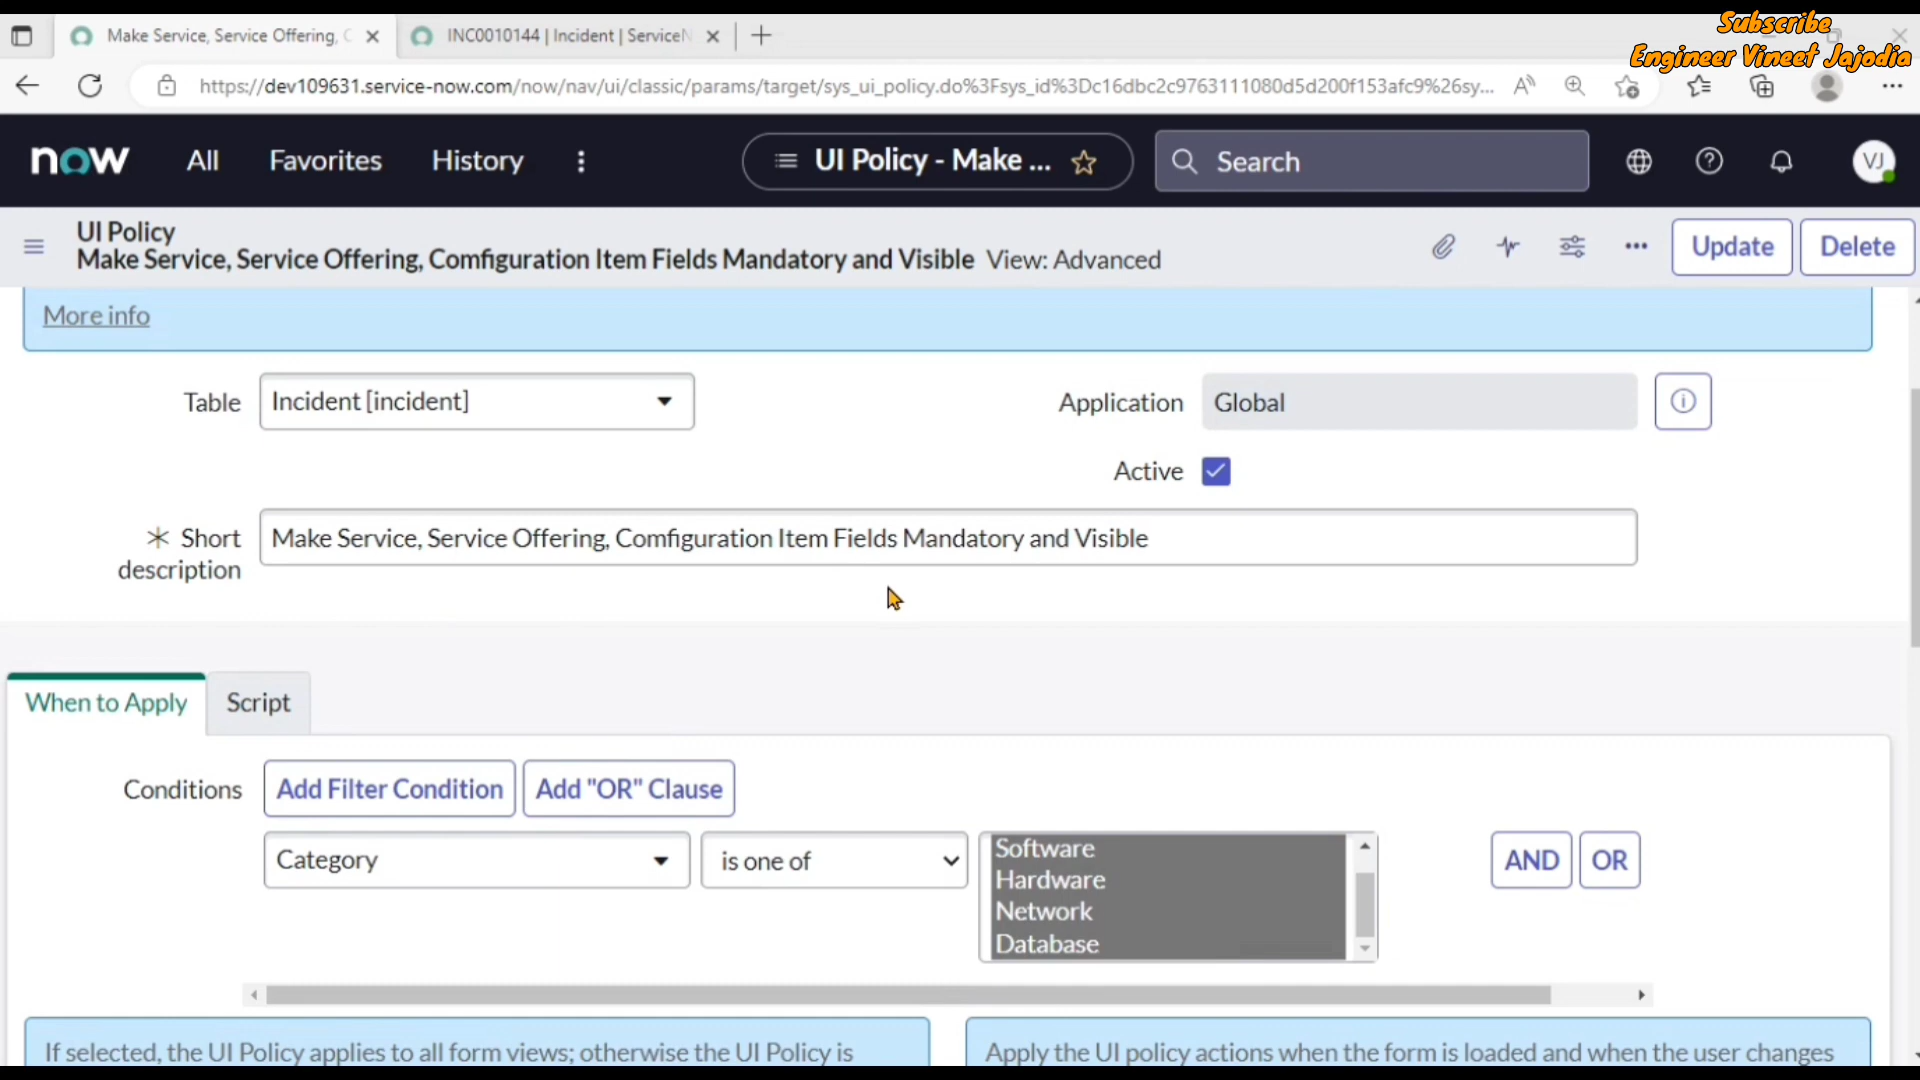 Subscribe
Engineer Vineet Jajodia
Make Service, Service Offering, C
INC0010144 | Incident | ServiceN
https://dev109631.service-now.com/now/nav/ui/classic/params/target/sys_ui_policy.do%3Fsys_id%3Dc16dbc2c9763111080d5d200f153afc9%26sy...
now
All
Favorites
History
UI Policy - Make ...
Search
VJ
UI Policy
Make Service, Service Offering, Comfiguration Item Fields Mandatory and Visible View: Advanced
Update
Delete
More info
Table
Incident [incident]
Application
Global
Active
Short description
Make Service, Service Offering, Comfiguration Item Fields Mandatory and Visible
When to Apply
Script
Conditions
Add Filter Condition
Add "OR" Clause
Category
is one of
Software
Hardware
Network
Database
AND
OR
If selected, the UI Policy applies to all form views; otherwise the UI Policy is
Apply the UI policy actions when the form is loaded and when the user changes